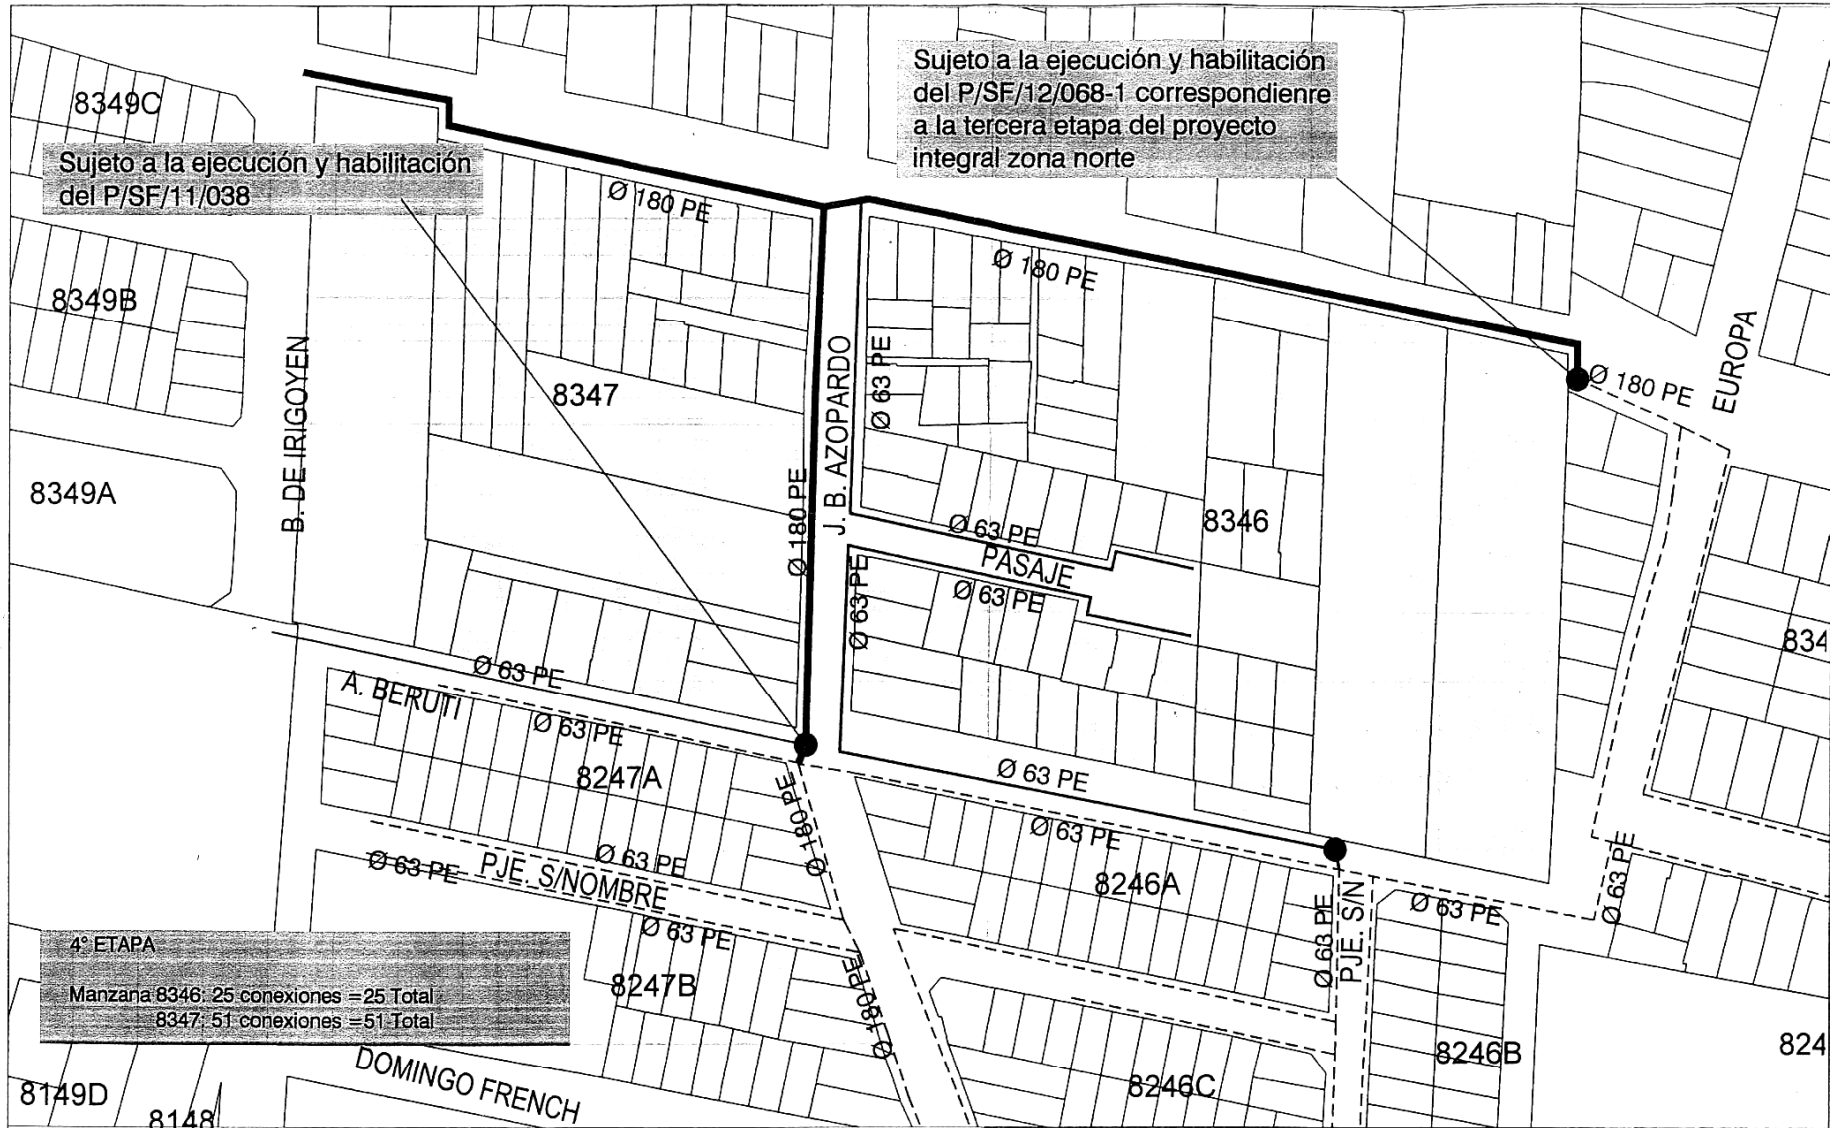 8349C
Sujeto a la ejecución y habilitación
del P/SF/12/068-1 correspondienre
a la tercera etapa del proyecto
integral zona norte
Sujeto a la ejecución y habilitación
del P/SF/11/038
Ø 180 PE
Ø 180 PE
8349B
B. DE IRIGOYEN
8347
J. B. AZOPARDO
Ø 63 PE
Ø 180 PE
EUROPA
8349A
Ø 180 PE
Ø 63 PE
8346
PASAJE
Ø 63 PE
Ø 63 PE
834
Ø 63 PE
A. BERUTI
Ø 63 PE
8247A
Ø 180 PE
Ø 63 PE
Ø 63 PE
8246A
Ø 63 PE
Ø 63 PE
PJE. S/NOMBRE
Ø 63 PE
Ø 63 PE
PJE. S/N
Ø 63 PE
Ø 63 PE
Ø 63 PE
8247B
Ø 180 PE
4° ETAPA
Manzana 8346: 25 conexiones =25 Total
8347: 51 conexiones =51 Total
8246B
824
8246C
DOMINGO FRENCH
8149D
8148